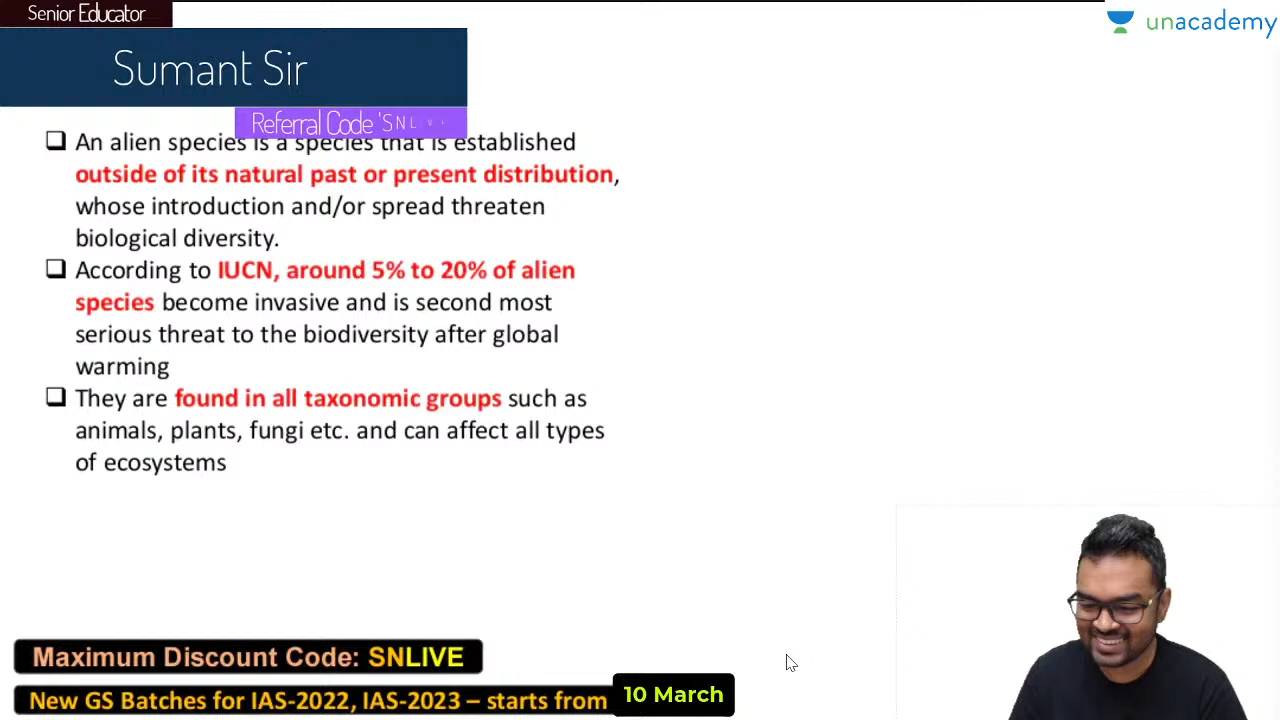 Senior Educator
unacademy
Sumant Sir
Referral Code 'SNL
❑ An alien species is a species that is established
outside of its natural past or present distribution,
whose introduction and/or spread threaten
biological diversity.
❑ According to IUCN, around 5% to 20% of alien
species become invasive and is second most
serious threat to the biodiversity after global
warming
❑ They are found in all taxonomic groups such as
animals, plants, fungi etc. and can affect all types
of ecosystems
Maximum Discount Code: SNLIVE
New GS Batches for IAS-2022, IAS-2023 – starts from 10 March